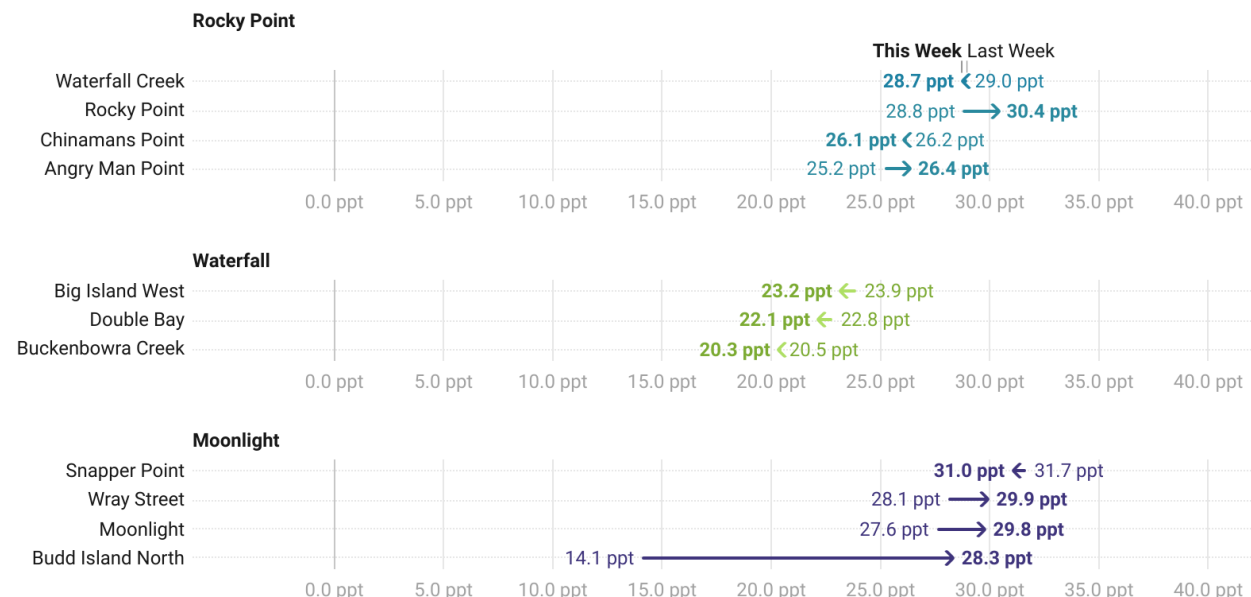 Rocky Point
This Week Last Week
Waterfall Creek 28.7 ppt 29.0 ppt
Rocky Point 28.8 ppt 30.4 ppt
Chinamans Point 26.1 ppt 26.2 ppt
Angry Man Point 25.2 ppt 26.4 ppt
0.0 ppt 5.0 ppt 10.0 ppt 15.0 ppt 20.0 ppt 25.0 ppt 30.0 ppt 35.0 ppt 40.0 ppt
Waterfall
Big Island West 23.2 ppt 23.9 ppt
Double Bay 22.1 ppt 22.8 ppt
Buckenbowra Creek 20.3 ppt 20.5 ppt
0.0 ppt 5.0 ppt 10.0 ppt 15.0 ppt 20.0 ppt 25.0 ppt 30.0 ppt 35.0 ppt 40.0 ppt
Moonlight
Snapper Point 31.0 ppt 31.7 ppt
Wray Street 28.1 ppt 29.9 ppt
Moonlight 27.6 ppt 29.8 ppt
Budd Island North 14.1 ppt 28.3 ppt
0.0 ppt 5.0 ppt 10.0 ppt 15.0 ppt 20.0 ppt 25.0 ppt 30.0 ppt 35.0 ppt 40.0 ppt